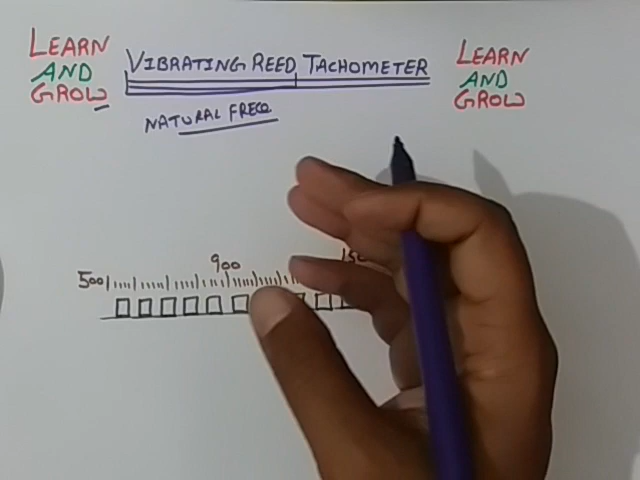 LEARN
AND
GROW
VIBRATING REED TACHOMETER
LEARN
AND
GROW
NATURAL FREQ
500
900